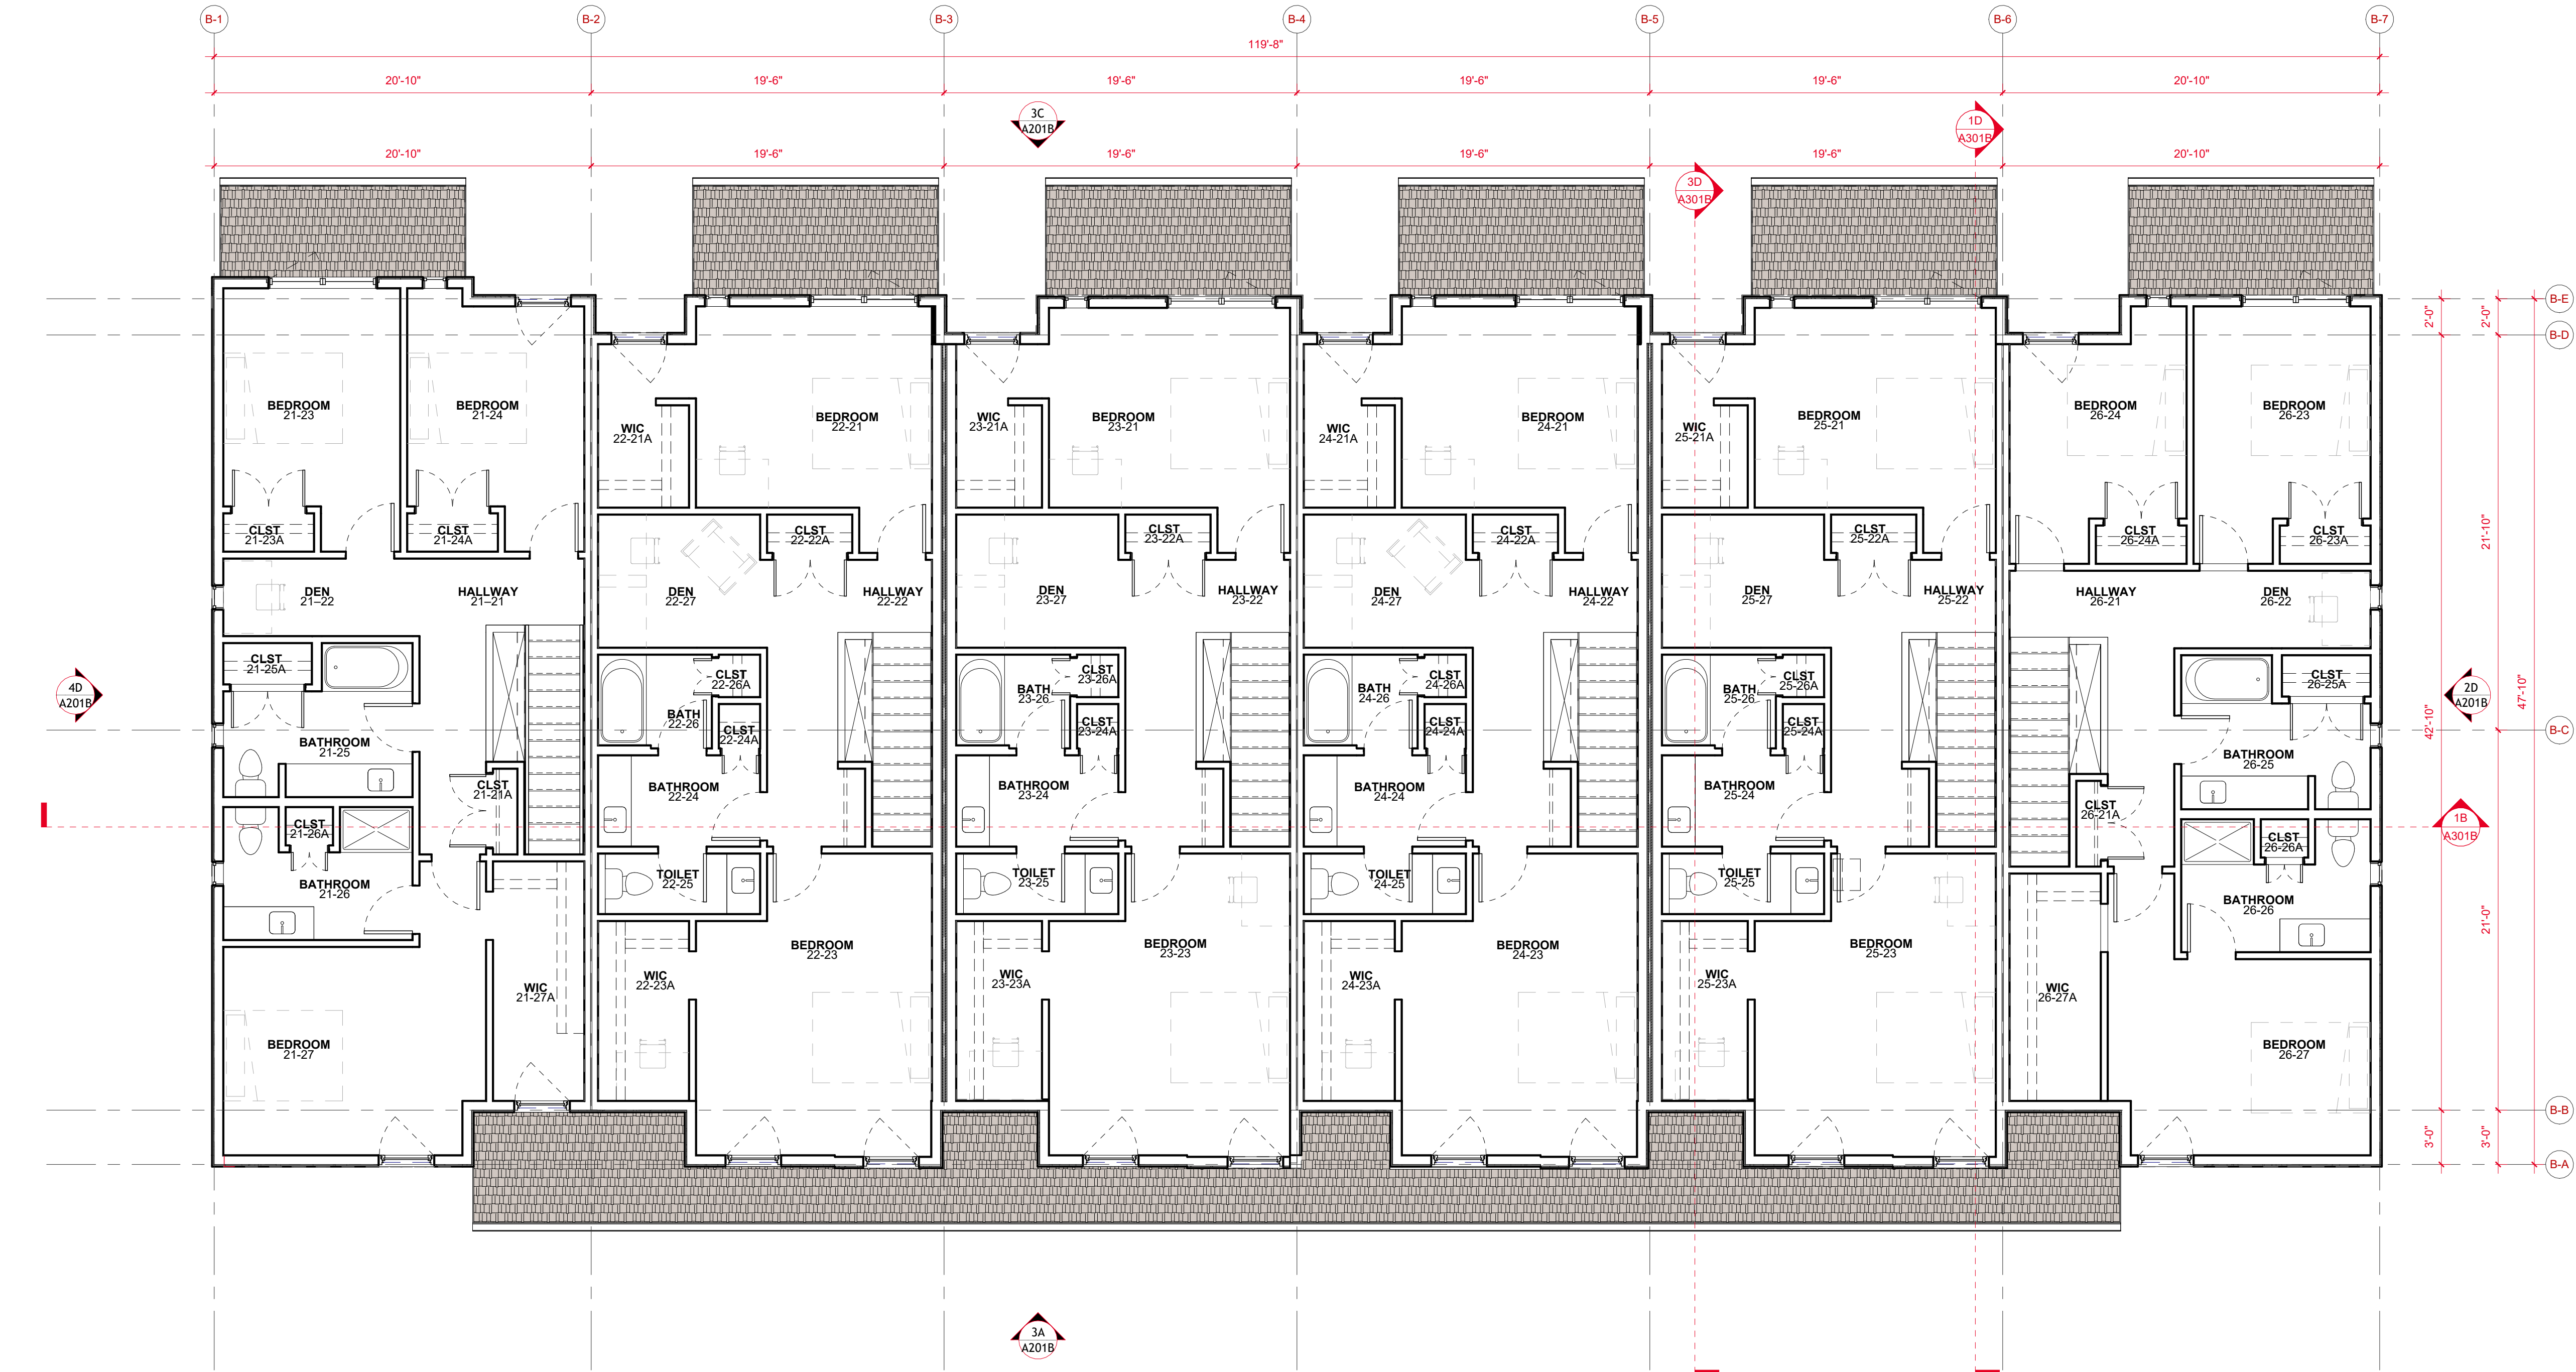 B-1
B-2
B-3
B-4
B-5
B-6
B-7
119'-8"
20'-10"
19'-6"
19'-6"
19'-6"
19'-6"
20'-10"
3C
A201B
1D
A301B
20'-10"
19'-6"
19'-6"
19'-6"
19'-6"
20'-10"
3D
A301B
B-E
2'-0"
2'-0"
B-D
BEDROOM
21-23
BEDROOM
21-24
WIC
22-21A
BEDROOM
22-21
WIC
23-21A
BEDROOM
23-21
WIC
24-21A
BEDROOM
24-21
WIC
25-21A
BEDROOM
25-21
BEDROOM
26-24
BEDROOM
26-23
CLST
21-23A
CLST
21-24A
CLST
22-22A
CLST
23-22A
CLST
24-22A
CLST
25-22A
CLST
26-24A
CLST
26-23A
21'-10"
DEN
21–22
HALLWAY
21–21
DEN
22-27
HALLWAY
22-22
DEN
23-27
HALLWAY
23-22
DEN
24-27
HALLWAY
24-22
DEN
25-27
HALLWAY
25-22
HALLWAY
26-21
DEN
26-22
4D
A201B
CLST
21-25A
CLST
22-26A
BATH
22-26
CLST
22-24A
BATH
23-26
CLST
23-26A
CLST
23-24A
BATH
24-26
CLST
24-26A
CLST
24-24A
BATH
25-26
CLST
25-26A
CLST
25-24A
CLST
26-25A
2D
A201B
42'-10"
47'-10"
B-C
BATHROOM
21-25
CLST
21-21A
BATHROOM
22-24
BATHROOM
23-24
BATHROOM
24-24
BATHROOM
25-24
CLST
26-21A
BATHROOM
26-25
CLST
21-26A
CLST
26-26A
1B
A301B
BATHROOM
21-26
TOILET
22-25
TOILET
23-25
TOILET
24-25
TOILET
25-25
BATHROOM
26-26
21'-0"
WIC
21-27A
WIC
22-23A
BEDROOM
22-23
WIC
23-23A
BEDROOM
23-23
WIC
24-23A
BEDROOM
24-23
WIC
25-23A
BEDROOM
25-23
WIC
26-27A
BEDROOM
21-27
BEDROOM
26-27
B-B
3'-0"
3'-0"
B-A
3A
A201B